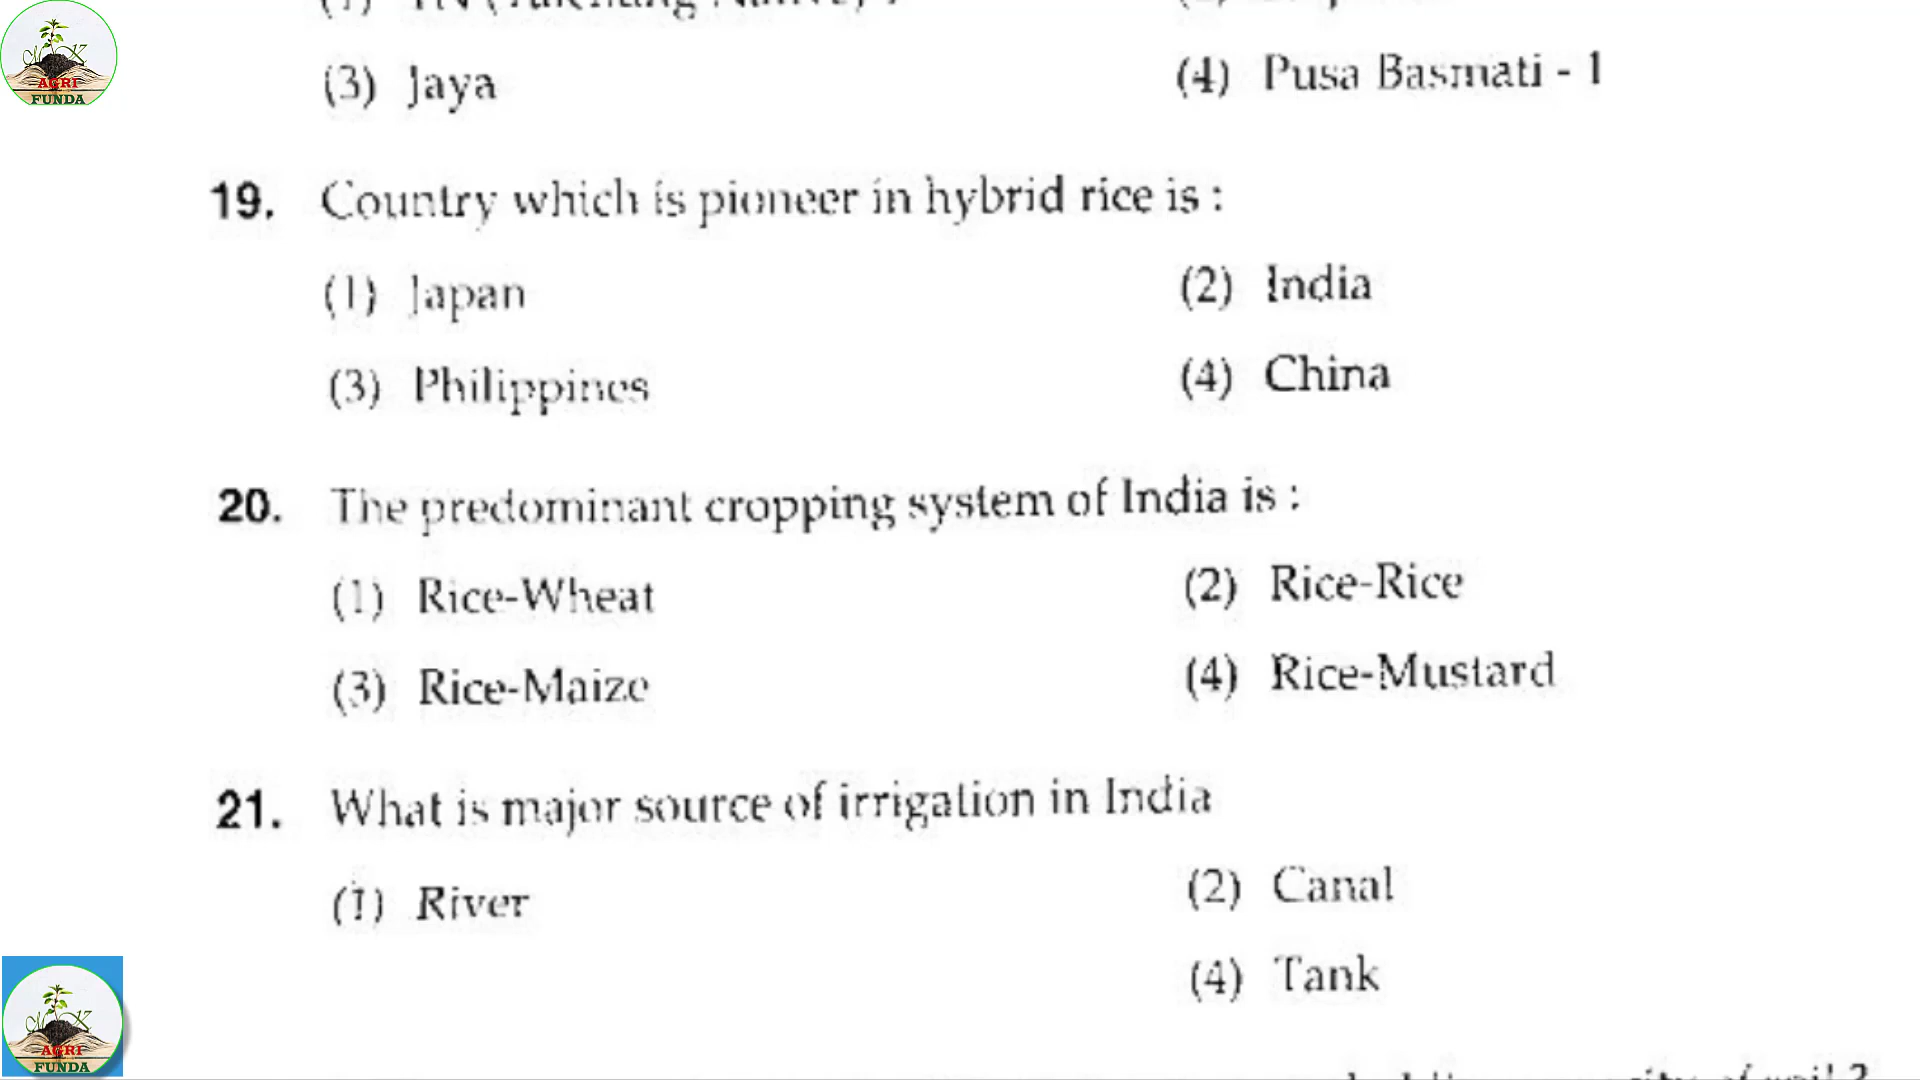 AGRI
FUNDA
(3) Jaya
(4) Pusa Basmati - 1
19. Country which is pioneer in hybrid rice is :
(1) Japan
(2) India
(3) Philippines
(4) China
20. The predominant cropping system of India is :
(1) Rice-Wheat
(2) Rice-Rice
(3) Rice-Maize
(4) Rice-Mustard
21. What is major source of irrigation in India
(1) River
(2) Canal
(4) Tank
AGRI
FUNDA